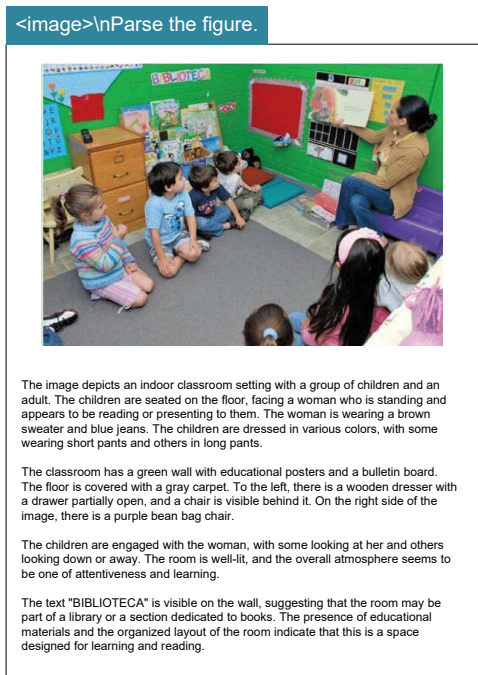 <image>\nParse the figure.
BIBLIOTECA
COZY
The image depicts an indoor classroom setting with a group of children and an
adult. The children are seated on the floor, facing a woman who is standing and
appears to be reading or presenting to them. The woman is wearing a brown
sweater and blue jeans. The children are dressed in various colors, with some
wearing short pants and others in long pants.
The classroom has a green wall with educational posters and a bulletin board.
The floor is covered with a gray carpet. To the left, there is a wooden dresser with
a drawer partially open, and a chair is visible behind it. On the right side of the
image, there is a purple bean bag chair.
The children are engaged with the woman, with some looking at her and others
looking down or away. The room is well-lit, and the overall atmosphere seems to
be one of attentiveness and learning.
The text "BIBLIOTECA" is visible on the wall, suggesting that the room may be
part of a library or a section dedicated to books. The presence of educational
materials and the organized layout of the room indicate that this is a space
designed for learning and reading.